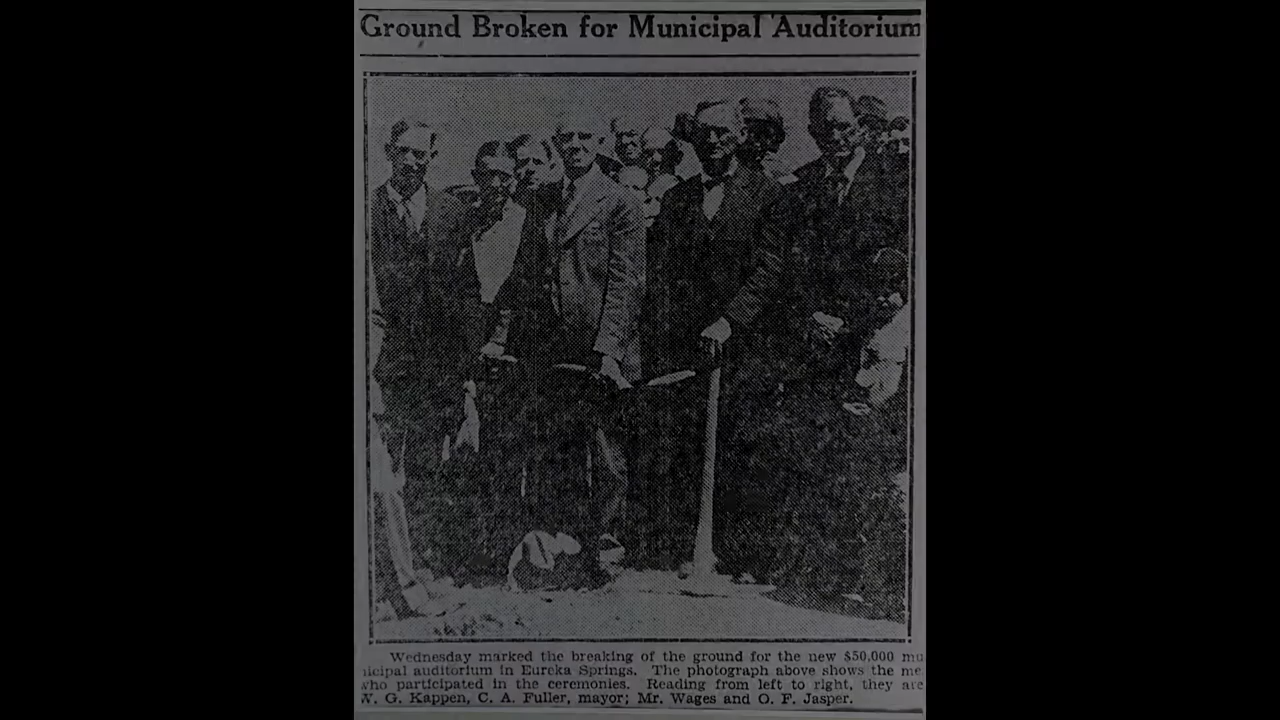 Ground Broken for Municipal Auditorium
Wednesday marked the breaking of the ground for the new $50,000 mu
nicipal auditorium in Eureka Springs. The photograph above shows the me
who participated in the ceremonies. Reading from left to right, they are
W. G. Kappen, C. A. Fuller, mayor; Mr. Wages and O. F. Jasper.